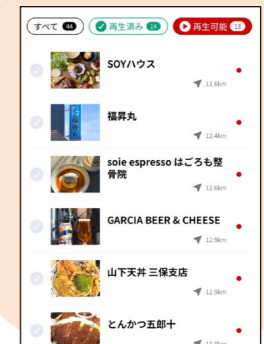 すべて 44
再生済み 14
再生可能 13
SOYハウス
11.6km
福昇丸
12.4km
soie espresso はごろも整
骨院
12.6km
GARCIA BEER & CHEESE
12.9km
山下天丼 三保支店
12.9km
とんかつ五郎十